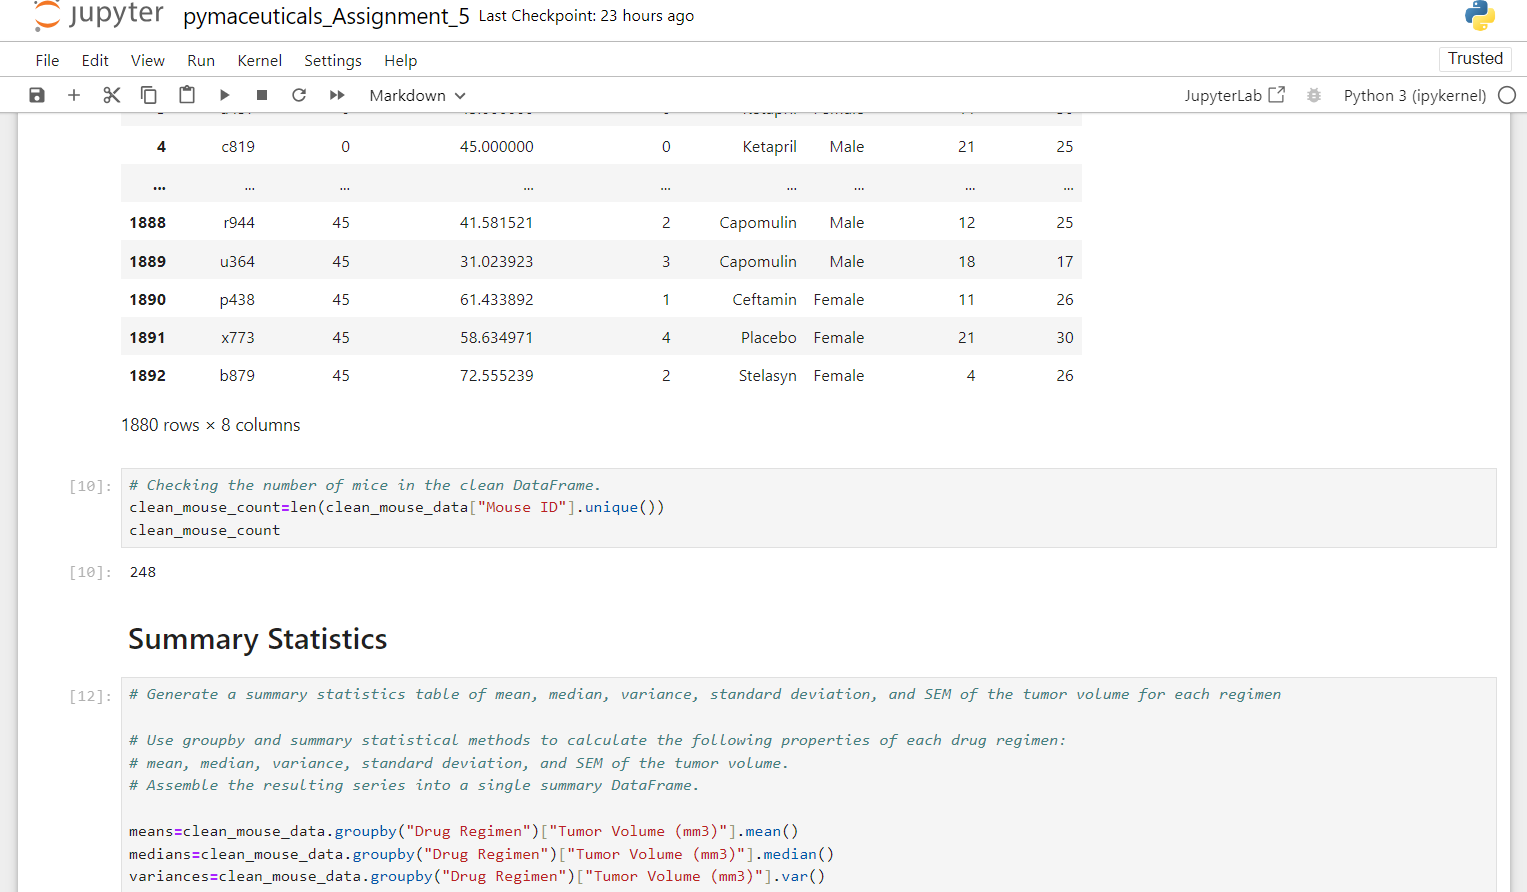 jupyter pymaceuticals_Assignment_5 Last Checkpoint: 23 hours ago
File Edit View Run Kernel Settings Help Trusted
Markdown JupyterLab Python 3 (ipykernel)
4 c819 0 45.000000 0 Ketapril Male 21 25
... ... ... ... ... ... ... ... ...
1888 r944 45 41.581521 2 Capomulin Male 12 25
1889 u364 45 31.023923 3 Capomulin Male 18 17
1890 p438 45 61.433892 1 Ceftamin Female 11 26
1891 x773 45 58.634971 4 Placebo Female 21 30
1892 b879 45 72.555239 2 Stelasyn Female 4 26
1880 rows × 8 columns
[10]: # Checking the number of mice in the clean DataFrame.
clean_mouse_count=len(clean_mouse_data["Mouse ID"].unique())
clean_mouse_count
[10]: 248
Summary Statistics
[12]: # Generate a summary statistics table of mean, median, variance, standard deviation, and SEM of the tumor volume for each regimen
# Use groupby and summary statistical methods to calculate the following properties of each drug regimen:
# mean, median, variance, standard deviation, and SEM of the tumor volume.
# Assemble the resulting series into a single summary DataFrame.
means=clean_mouse_data.groupby("Drug Regimen")["Tumor Volume (mm3)"].mean()
medians=clean_mouse_data.groupby("Drug Regimen")["Tumor Volume (mm3)"].median()
variances=clean_mouse_data.groupby("Drug Regimen")["Tumor Volume (mm3)"].var()